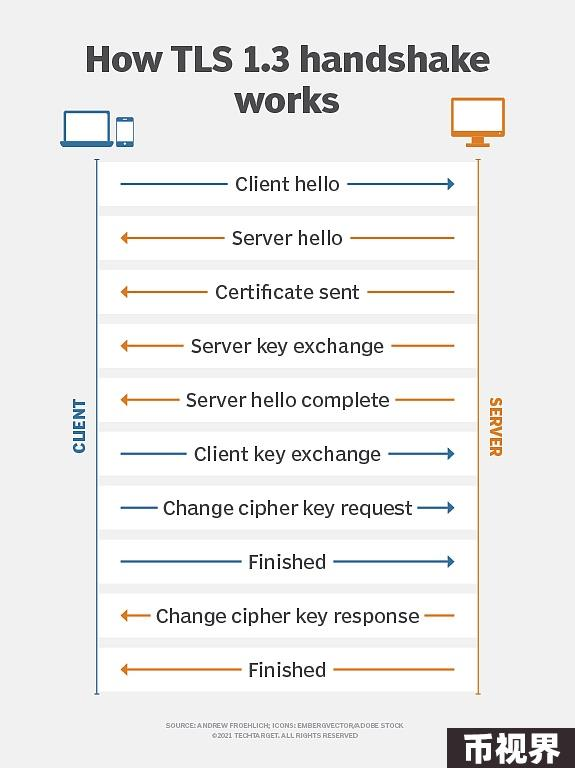 How TLS 1.3 handshake
works
Client hello
Server hello
Certificate sent
Server key exchange
Server hello complete
CLIENT
SERVER
Client key exchange
Change cipher key request
Finished
Change cipher key response
Finished
SOURCE: ANDREW FROEHLICH; ICONS: EMBERGVECTOR/ADOBE STOCK
©2021 TECHTARGET. ALL RIGHTS RESERVED
币视界